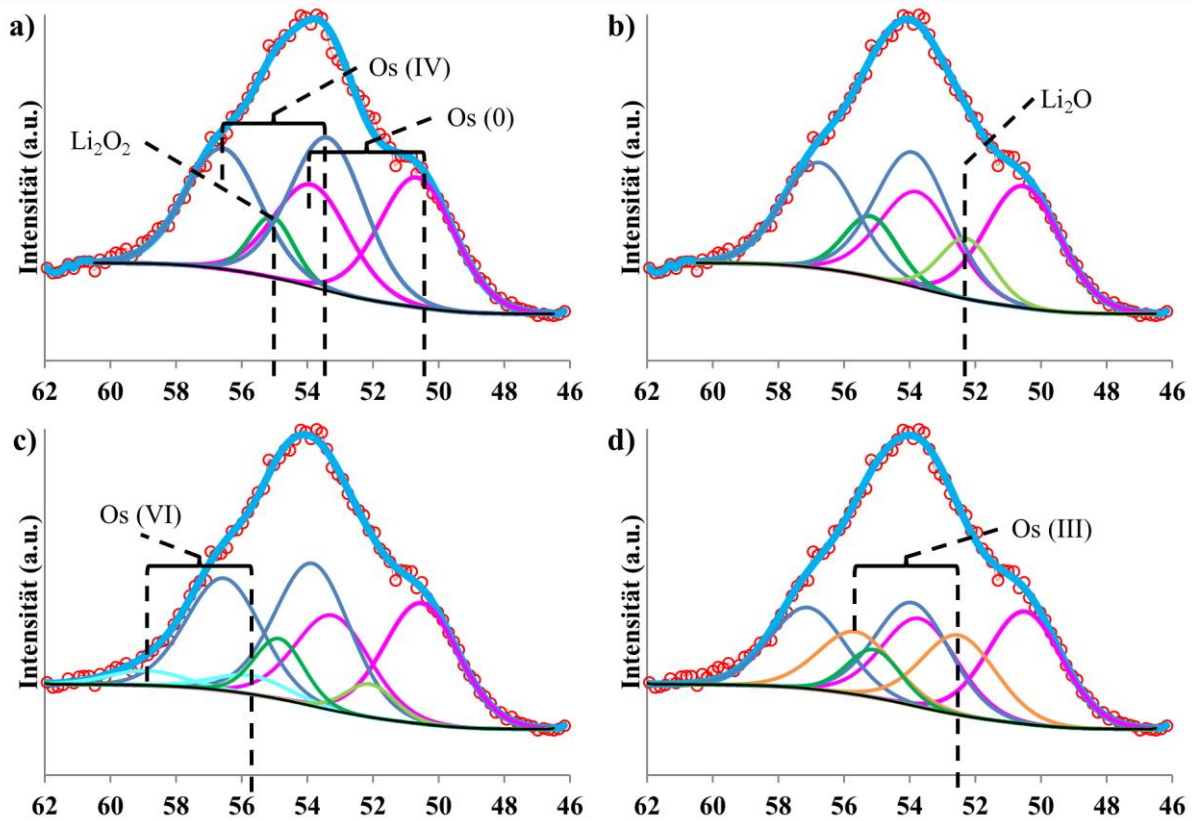 a)
Intensität (a.u.)
Os (IV)
Os (0)
Li₂O₂
62 60 58 56 54 52 50 48 46
b)
Intensität (a.u.)
Li₂O
62 60 58 56 54 52 50 48 46
c)
Intensität (a.u.)
Os (VI)
62 60 58 56 54 52 50 48 46
d)
Intensität (a.u.)
Os (III)
62 60 58 56 54 52 50 48 46